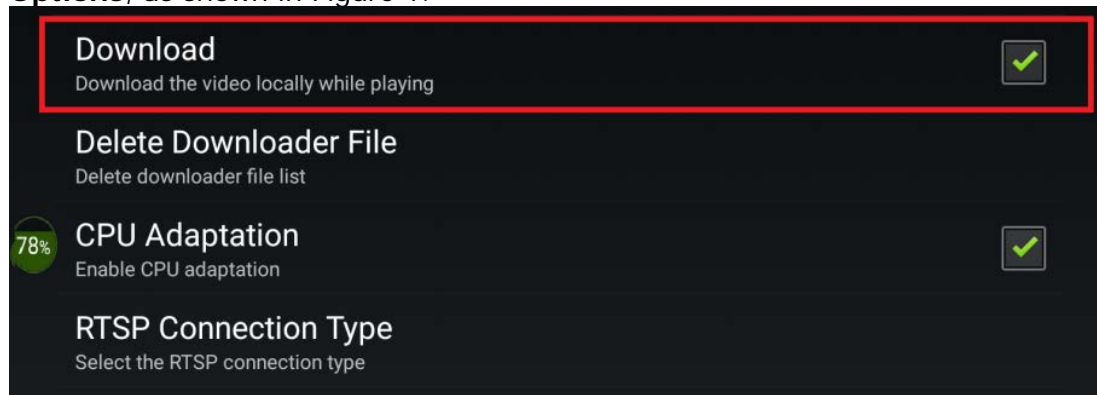 Download
Download the video locally while playing
Delete Downloader File
Delete downloader file list
78%
CPU Adaptation
Enable CPU adaptation
RTSP Connection Type
Select the RTSP connection type